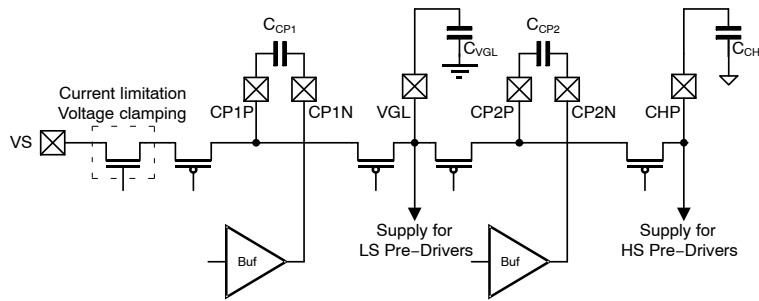 C_CP1
C_CP2
C_VGL
C_CH
Current limitation
Voltage clamping
CP1P
CP1N
VGL
CP2P
CP2N
CHP
VS
Supply for
LS Pre−Drivers
Supply for
HS Pre−Drivers
Buf
Buf